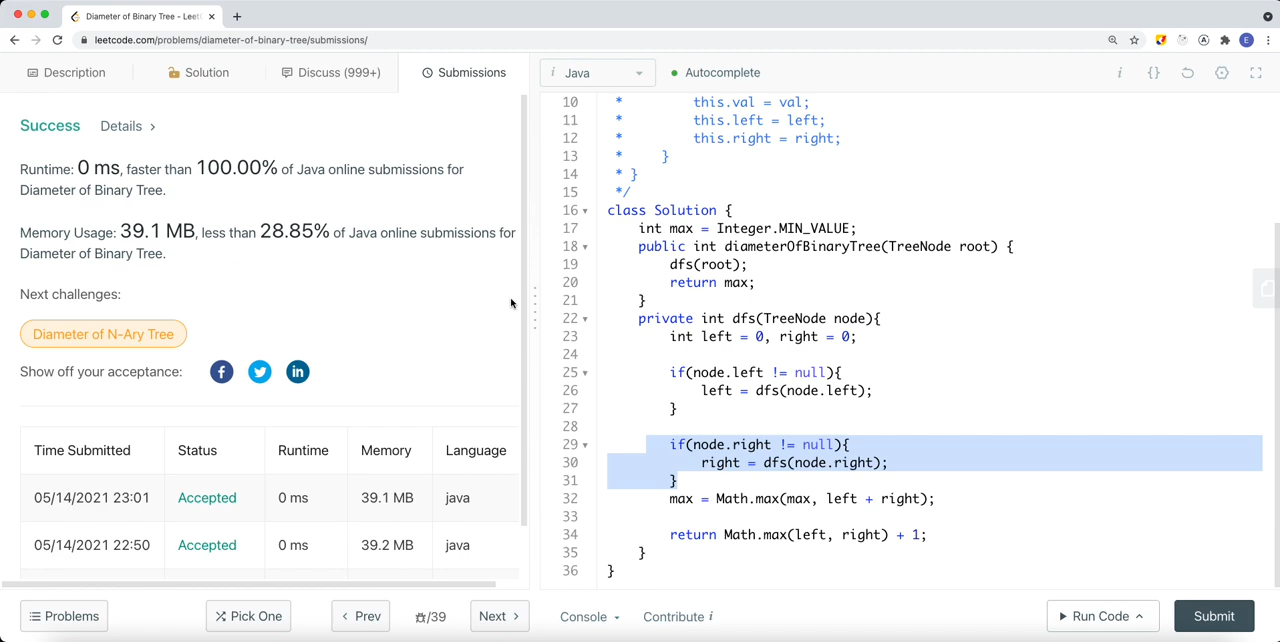 Diameter of Binary Tree - Leet
leetcode.com/problems/diameter-of-binary-tree/submissions/
E
Description
Solution
Discuss (999+)
Submissions
i Java
Autocomplete
i {}
Success Details >
Runtime: 0 ms, faster than 100.00% of Java online submissions for
Diameter of Binary Tree.
Memory Usage: 39.1 MB, less than 28.85% of Java online submissions for
Diameter of Binary Tree.
Next challenges:
Diameter of N-Ary Tree
Show off your acceptance:
Time Submitted Status Runtime Memory Language
05/14/2021 23:01 Accepted 0 ms 39.1 MB java
05/14/2021 22:50 Accepted 0 ms 39.2 MB java
10 * this.val = val;
11 * this.left = left;
12 * this.right = right;
13 * }
14 * }
15 */
16 class Solution {
17 int max = Integer.MIN_VALUE;
18 public int diameterOfBinaryTree(TreeNode root) {
19 dfs(root);
20 return max;
21 }
22 private int dfs(TreeNode node){
23 int left = 0, right = 0;
24
25 if(node.left != null){
26 left = dfs(node.left);
27 }
28
29 if(node.right != null){
30 right = dfs(node.right);
31 }
32 max = Math.max(max, left + right);
33
34 return Math.max(left, right) + 1;
35 }
36 }
Problems
Pick One
< Prev
/39
Next >
Console
Contribute i
Run Code
Submit